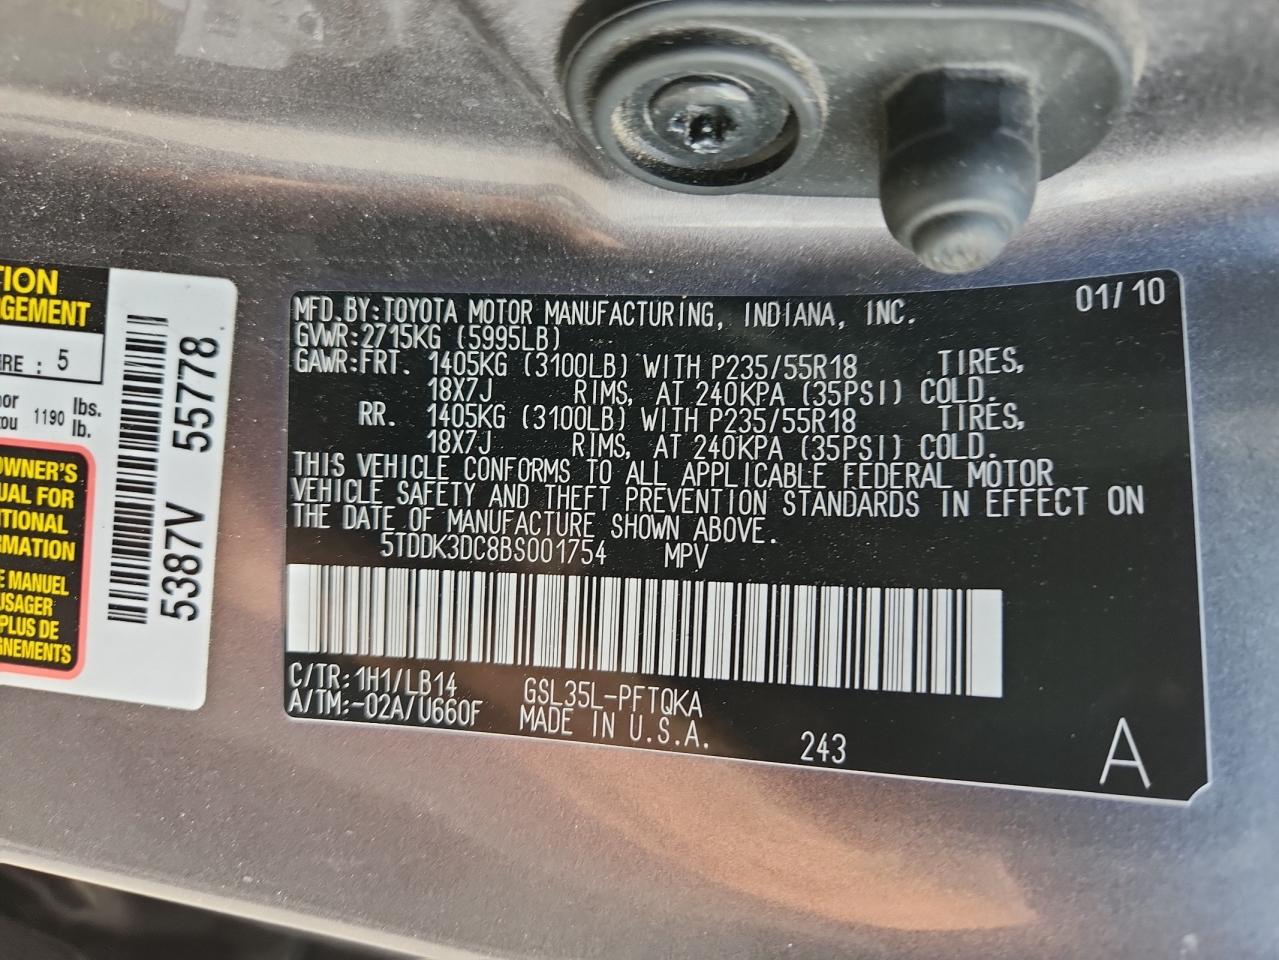 TION
RGEMENT
IRE : 5
or
ou 1190 lbs.
lb.
OWNER'S
UAL FOR
ITIONAL
RMATION
E MANUEL
USAGER
PLUS DE
GNEMENTS
5387V 55778
MFD.BY:TOYOTA MOTOR MANUFACTURING, INDIANA, INC. 01/10
GVWR:2715KG (5995LB)
GAWR:FRT. 1405KG (3100LB) WITH P235/55R18 TIRES,
18X7J RIMS, AT 240KPA (35PSI) COLD.
RR. 1405KG (3100LB) WITH P235/55R18 TIRES,
18X7J RIMS, AT 240KPA (35PSI) COLD.
THIS VEHICLE CONFORMS TO ALL APPLICABLE FEDERAL MOTOR
VEHICLE SAFETY AND THEFT PREVENTION STANDARDS IN EFFECT ON
THE DATE OF MANUFACTURE SHOWN ABOVE.
5TDDK3DC8BS001754 MPV
C/TR:1H1/LB14 GSL35L-PFTQKA
A/TM:-02A/U660F MADE IN U.S.A. 243 A